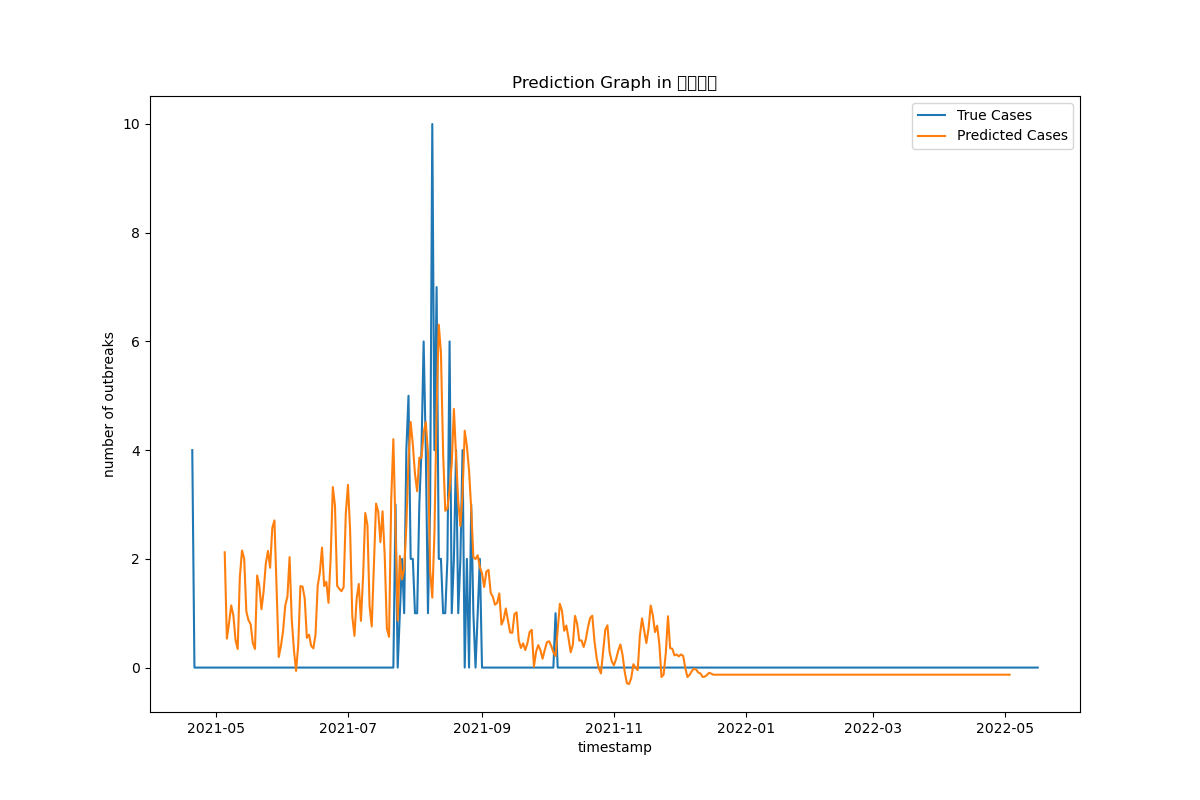 Prediction Graph in
True Cases
Predicted Cases
number of outbreaks
10
8
6
4
2
0
2021-05 2021-07 2021-09 2021-11 2022-01 2022-03 2022-05
timestamp